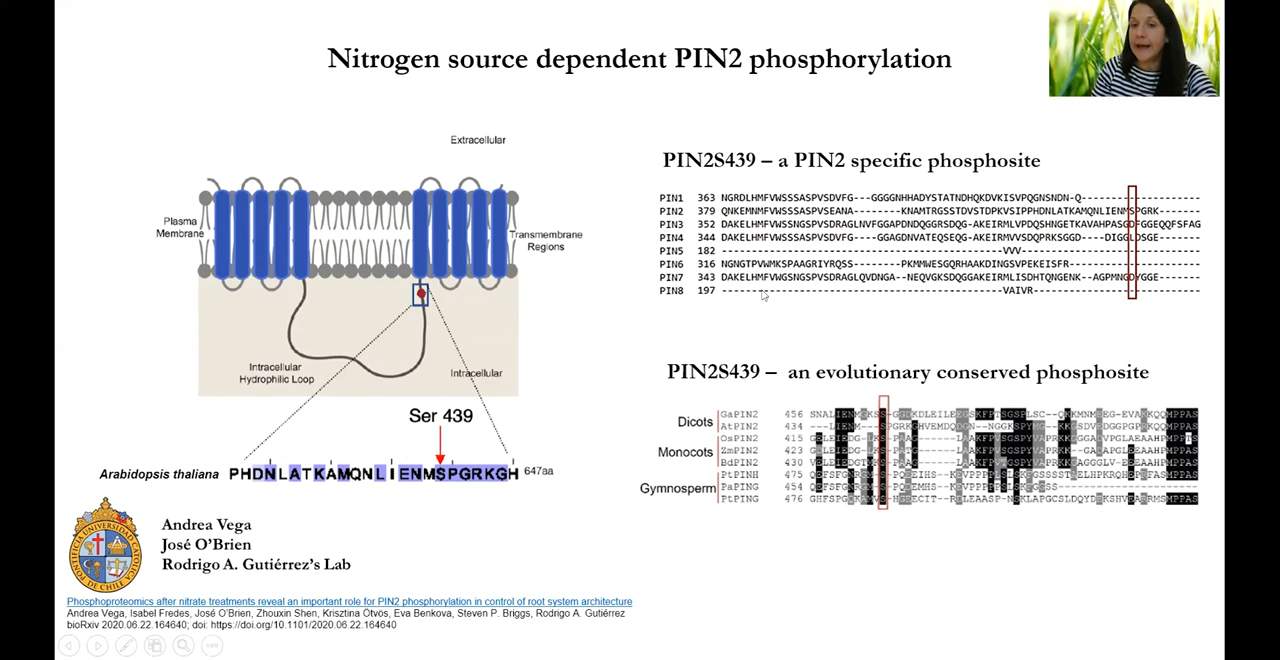 Nitrogen source dependent PIN2 phosphorylation
Extracellular
Plasma
Membrane
Transmembrane
Regions
Intracellular
Hydrophilic Loop
Intracellular
Ser 439
Arabidopsis thaliana PHDNLATKAMQNLIENMSPGRKGH 647aa
Andrea Vega
José O'Brien
Rodrigo A. Gutiérrez's Lab
Phosphoproteomics after nitrate treatments reveal an important role for PIN2 phosphorylation in control of root system architecture
Andrea Vega, Isabel Fredes, José O'Brien, Zhouxin Shen, Krisztina Ötvös, Eva Benkova, Steven P. Briggs, Rodrigo A. Gutiérrez
bioRxiv 2020.06.22.164640; doi: https://doi.org/10.1101/2020.06.22.164640
PIN2S439 – a PIN2 specific phosphosite
PIN1 363 NGRDLHMFVWSSSASPVSDVFG---GGGGNHHADYSTATNDHQKDVKISVPQGNSNDN-Q------------------
PIN2 379 QNKEMNMFVWSSSASPVSEANA-------KNAMTRGSSTDVSTDPKVSIPPHDNLATKAMQNLIENMSPGRK------
PIN3 352 DAKELHMFVWSSSASPVSDRAGLNVFGGAPDNDQGGRSDQG-AKEIRMLVPDQSHNGETKAVAHPASGDFGGEQQFSFAG
PIN4 344 DAKELHMFVWSSSASPVSDVFG---GGAGDNVATEQSEQG-AKEIRMVVSDQPRKSGGD----DIGGLDSGE-------
PIN5 182 -----------------------------------------------VVV-----------------------------
PIN6 316 NGNGTPVWMKSPAAGRIYRQSS-------PKMMWESGQRHAAKDINGSVPEKEISFR----------------------
PIN7 343 DAKELHMFVWGSNGSPVSDRAGLQVDNGA--NEQVGKSDQGGAKEIRMLISDHTQNGENK---AGPMNGDYGGE------
PIN8 197 -----------------------------------------------VAIVR---------------------------
PIN2S439 – an evolutionary conserved phosphosite
Dicots
Monocots
Gymnosperm
GaPIN2 456
AtPIN2 434
OsPIN2 415
ZmPIN2 423
BdPIN2 430
PtPINH 475
PaPING 454
PtPING 476